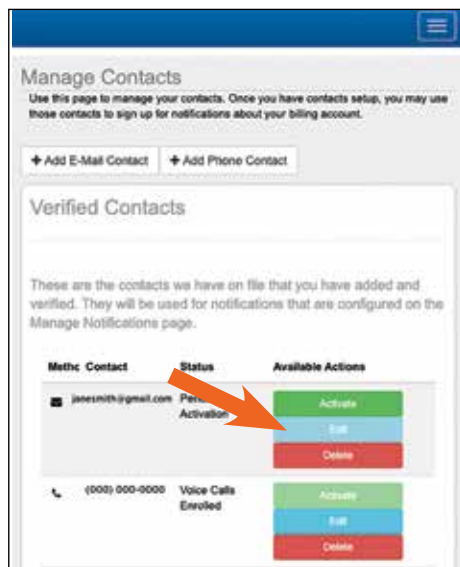 Manage Contacts
Use this page to manage your contacts. Once you have contacts setup, you may use
those contacts to sign up for notifications about your billing account.
+ Add E-Mail Contact + Add Phone Contact
Verified Contacts
These are the contacts we have on file that you have added and
verified. They will be used for notifications that are configured on the
Manage Notifications page.
Methc Contact Status Available Actions
janesmith@gmail.com Activate
Activation
Edit
Delete
(000) 000-0000 Voice Calls Activate
Enrolled
Edit
Delete